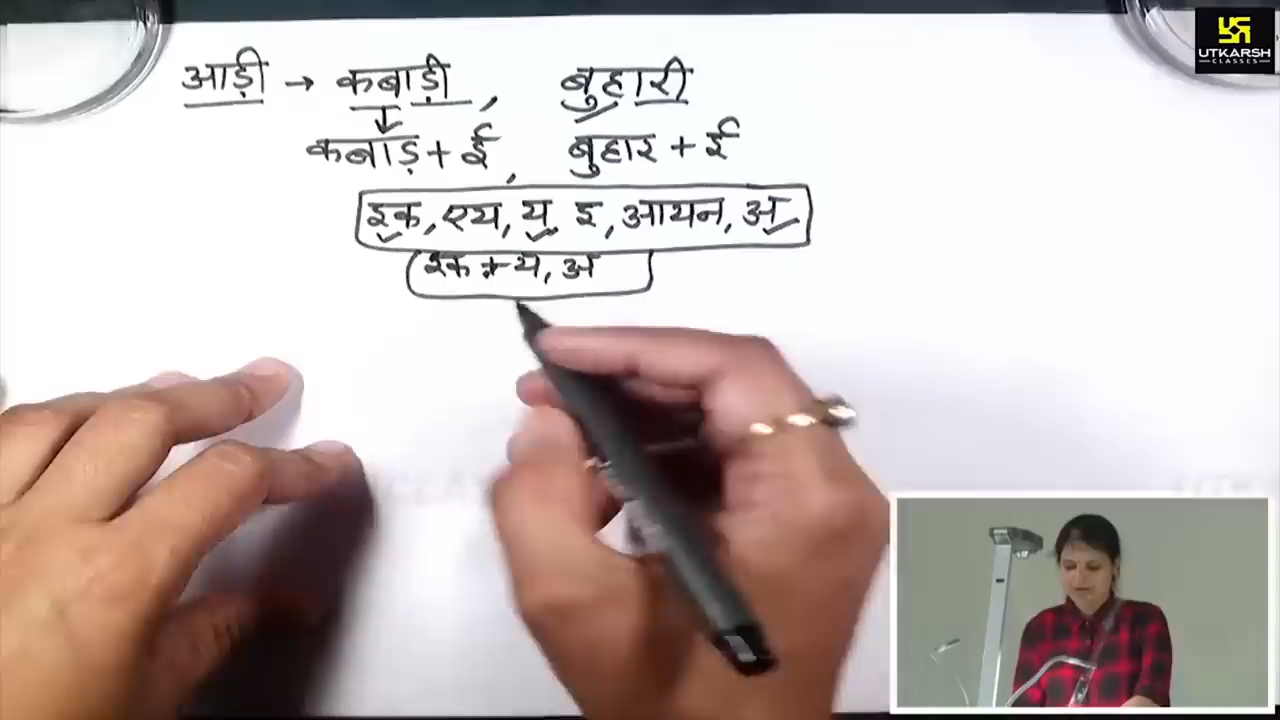 आड़ी → कबाड़ी, बुहारी
↓
कबाड़ + ई, बुहार + ई
इक, एय, य, इ, आयन, अ
इक + य, अ
UTKARSH
CLASSES